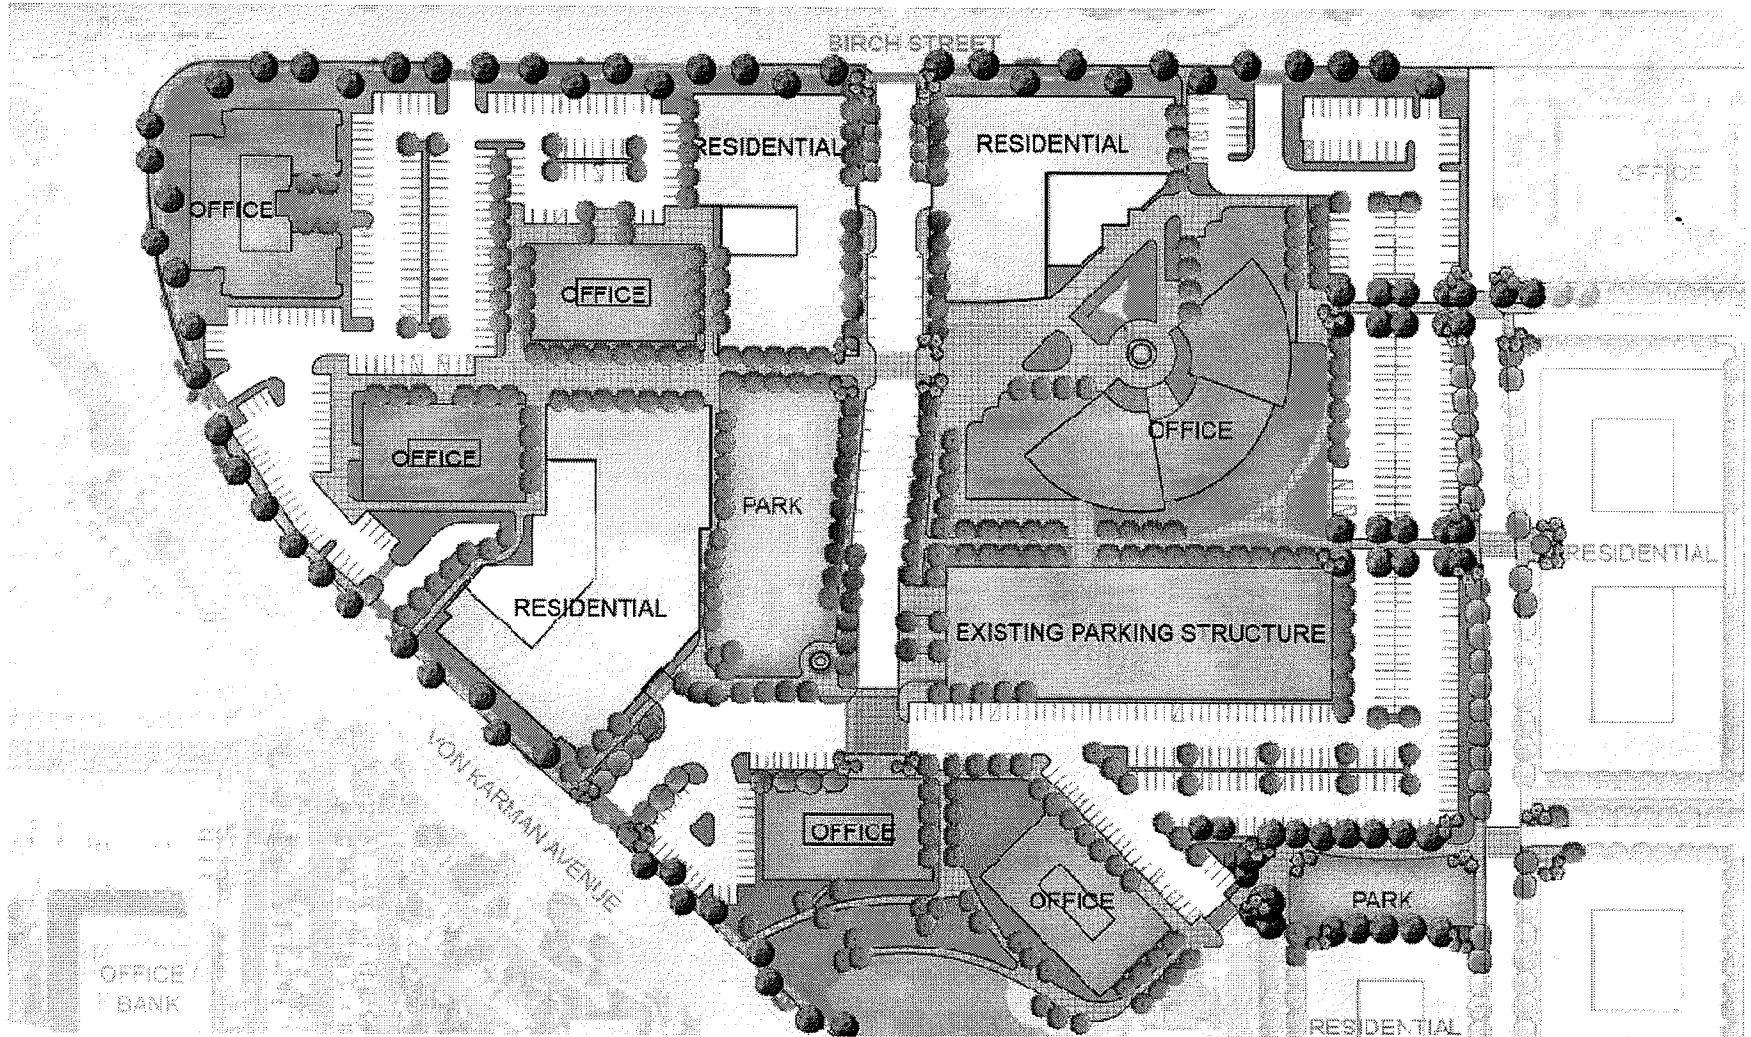 BIRCH STREET
RESIDENTIAL
RESIDENTIAL
OFFICE
OFFICE
OFFICE
OFFICE
OFFICE
PARK
RESIDENTIAL
RESIDENTIAL
EXISTING PARKING STRUCTURE
VON KARMAN AVENUE
OFFICE
OFFICE
PARK
OFFICE
BANK
RESIDENTIAL